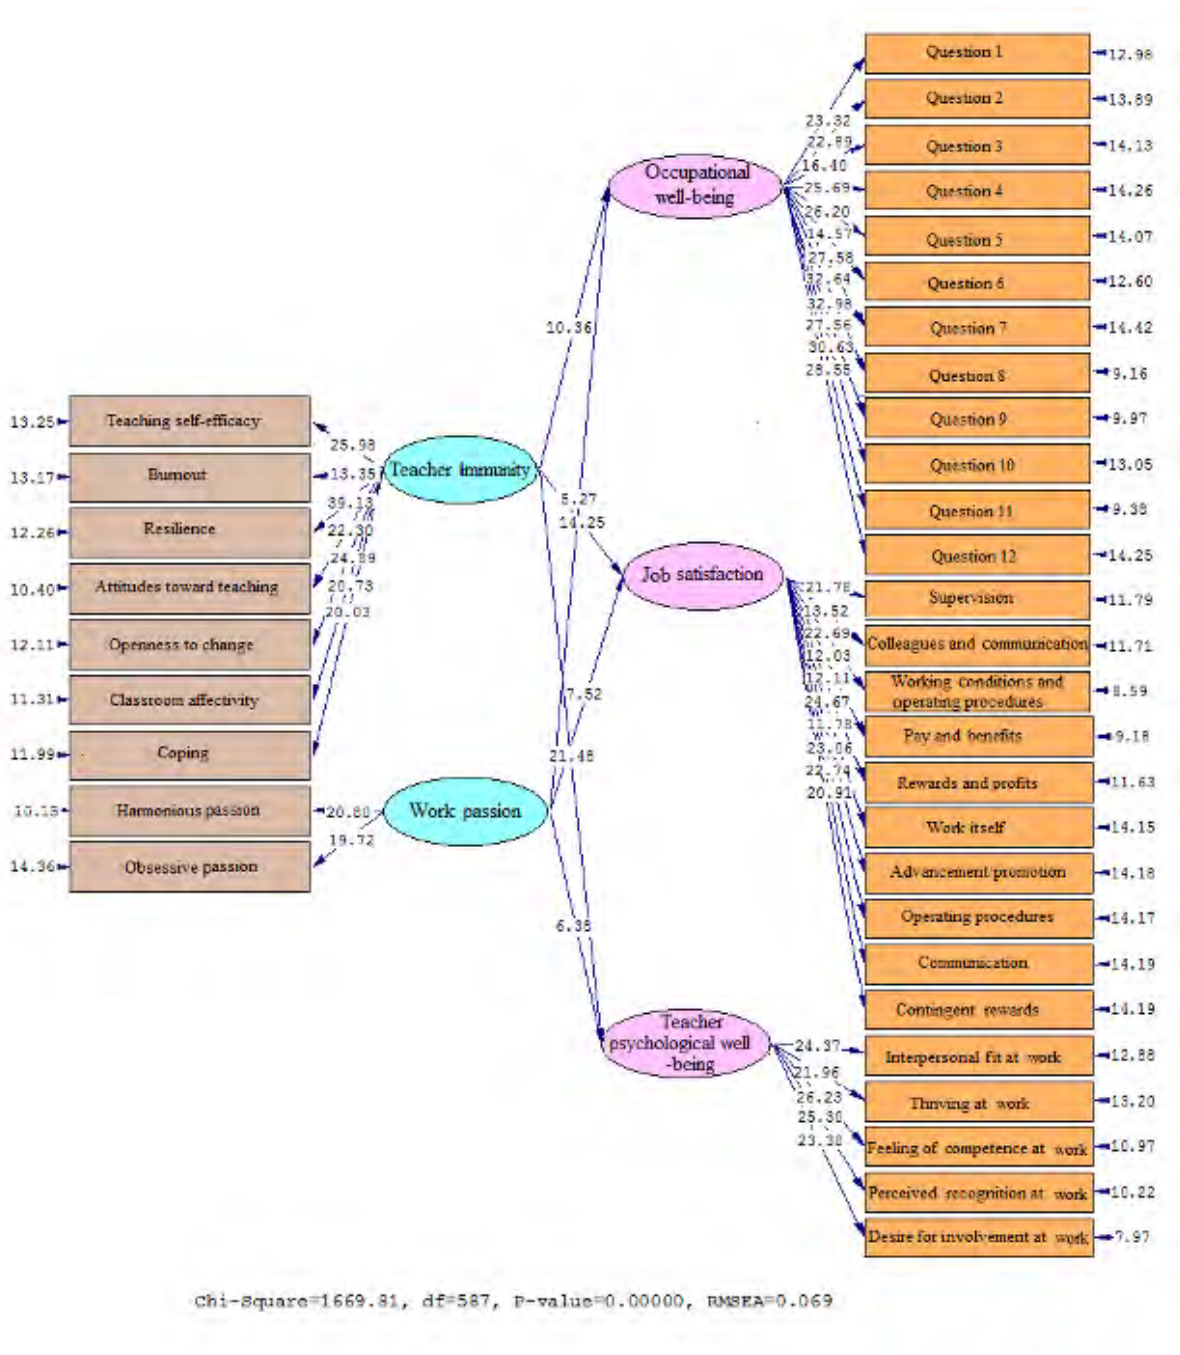 Question 1
12.98
Question 2
13.89
23.32
22.89
Question 3
14.13
16.40
Occupational
well-being
25.69
Question 4
14.26
26.20
14.57
Question 5
14.07
27.58
32.64
Question 6
12.60
32.98
27.56
Question 7
14.42
10.36
30.63
28.55
Question 8
9.16
Question 9
9.97
13.25
Teaching self-efficacy
25.98
Teacher immunity
Question 10
13.05
13.17
Burnout
13.35
39.13
22.30
24.89
20.73
20.03
12.26
Resilience
14.25
Question 11
9.38
Question 12
14.25
10.40
Attitudes toward teaching
Job satisfaction
21.78
13.52
22.69
12.03
12.11
24.67
11.78
23.06
22.74
20.91
Supervision
11.79
12.11
Openness to change
Colleagues and communication
11.71
11.31
Classroom affectivity
7.52
Working conditions and
operating procedures
8.59
11.99
Coping
21.48
Pay and benefits
9.18
Rewards and profits
11.63
10.15
Harmonious passion
20.80
Work passion
Work itself
14.15
19.72
14.36
Obsessive passion
Advancement/promotion
14.18
6.38
Operating procedures
14.17
Communication
14.19
Contingent rewards
14.19
Teacher
psychological well
-being
24.37
Interpersonal fit at work
12.88
21.96
26.23
25.30
23.38
Thriving at work
13.20
Feeling of competence at work
10.97
Perceived recognition at work
10.22
Desire for involvement at work
7.97
Chi-Square=1669.81, df=587, P-value=0.00000, RMSEA=0.069